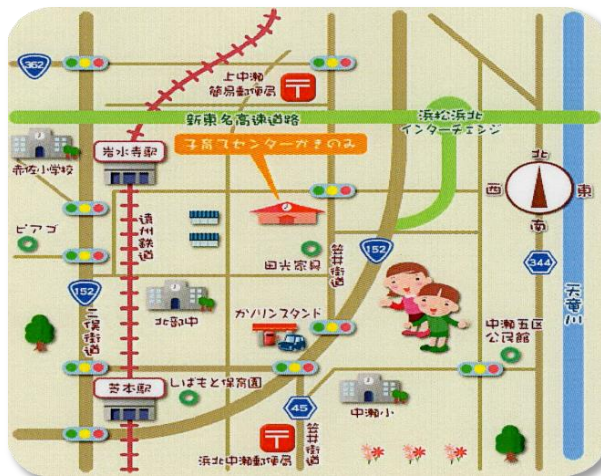 362
上中瀬
簡易郵便局
新東名高速道路
浜松浜北
インターチェンジ
岩水寺駅
子育てセンターかきのみ
赤佐小学校
北
西
東
南
遠州鉄道
ピアゴ
笠井街道
152
田光家具
344
152
二俣街道
北部中
ガソリンスタンド
天竜川
中瀬五区
公民館
芝本駅
しばもと保育園
45
笠井街道
中瀬小
浜北中瀬郵便局